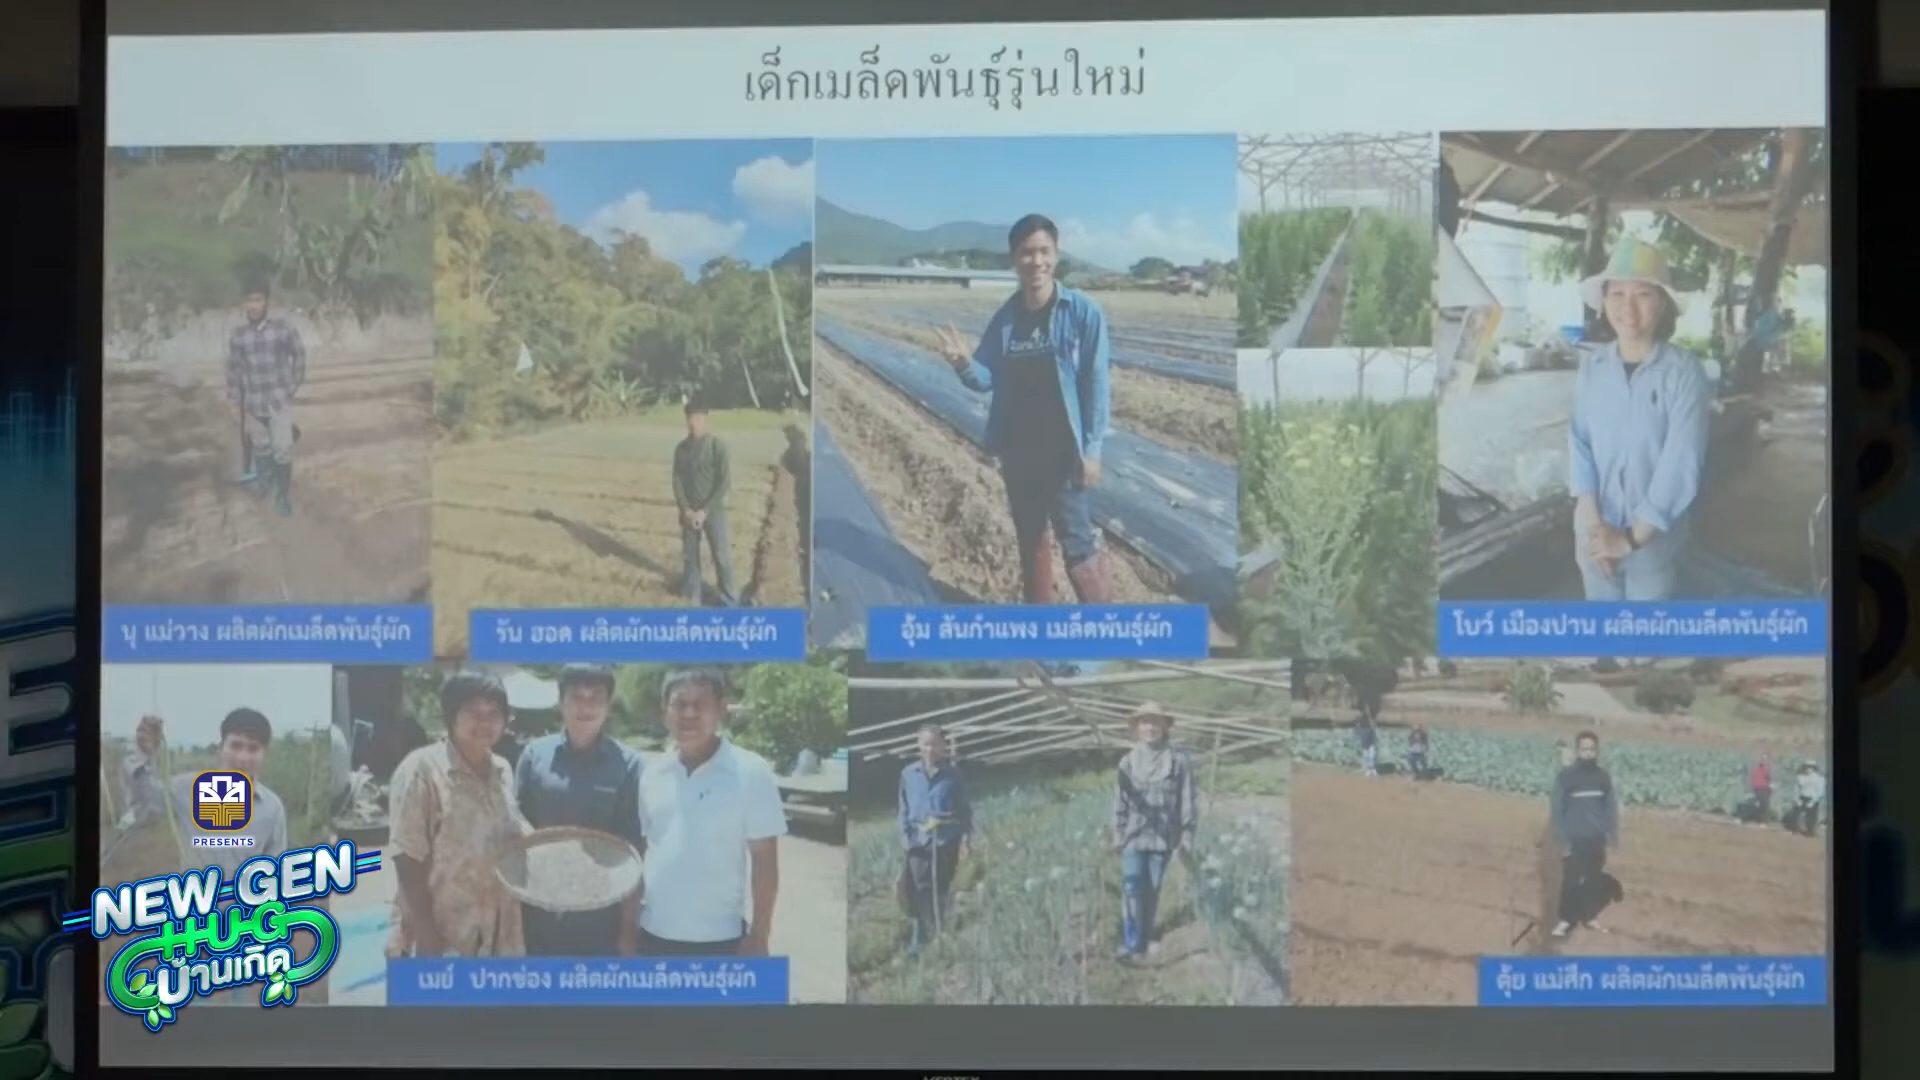 เด็กเมล็ดพันธุ์รุ่นใหม่
นุ แม่วาง ผลิตผักเมล็ดพันธุ์ผัก
รัน ฮอด ผลิตผักเมล็ดพันธุ์ผัก
อุ้ม สันกำแพง เมล็ดพันธุ์ผัก
โบว์ เมืองปาน ผลิตผักเมล็ดพันธุ์ผัก
เมย์ ปากช่อง ผลิตผักเมล็ดพันธุ์ผัก
ตุ้ย แม่ศึก ผลิตผักเมล็ดพันธุ์ผัก
PRESENTS
NEW GEN
HUG
บ้านเกิด